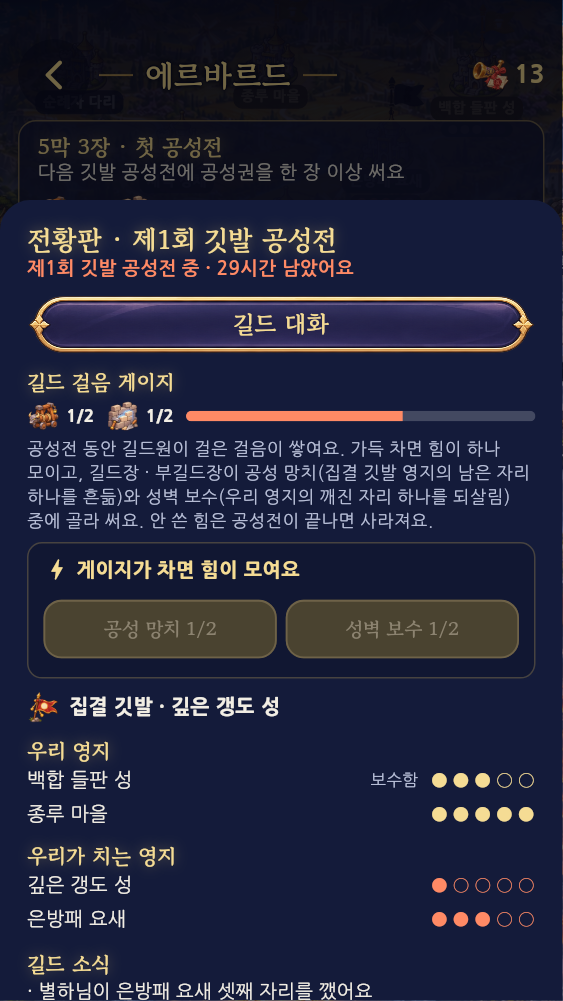 에르바르드
13
다리
종루 마을
백합 들판 성
5막 3장 · 첫 공성전
다음 깃발 공성전에 공성권을 한 장 이상 써요
전황판 · 제1회 깃발 공성전
제1회 깃발 공성전 중 · 29시간 남았어요
길드 대화
길드 걸음 게이지
1/2 1/2
공성전 동안 길드원이 걸은 걸음이 쌓여요. 가득 차면 힘이 하나
모이고, 길드장 · 부길드장이 공성 망치(집결 깃발 영지의 남은 자리
하나를 흔듦)와 성벽 보수(우리 영지의 깨진 자리 하나를 되살림)
중에 골라 써요. 안 쓴 힘은 공성전이 끝나면 사라져요.
게이지가 차면 힘이 모여요
공성 망치 1/2 성벽 보수 1/2
집결 깃발 · 깊은 갱도 성
우리 영지
백합 들판 성 보수함
종루 마을
우리가 치는 영지
깊은 갱도 성
은방패 요새
길드 소식
· 별하님이 은방패 요새 셋째 자리를 깼어요